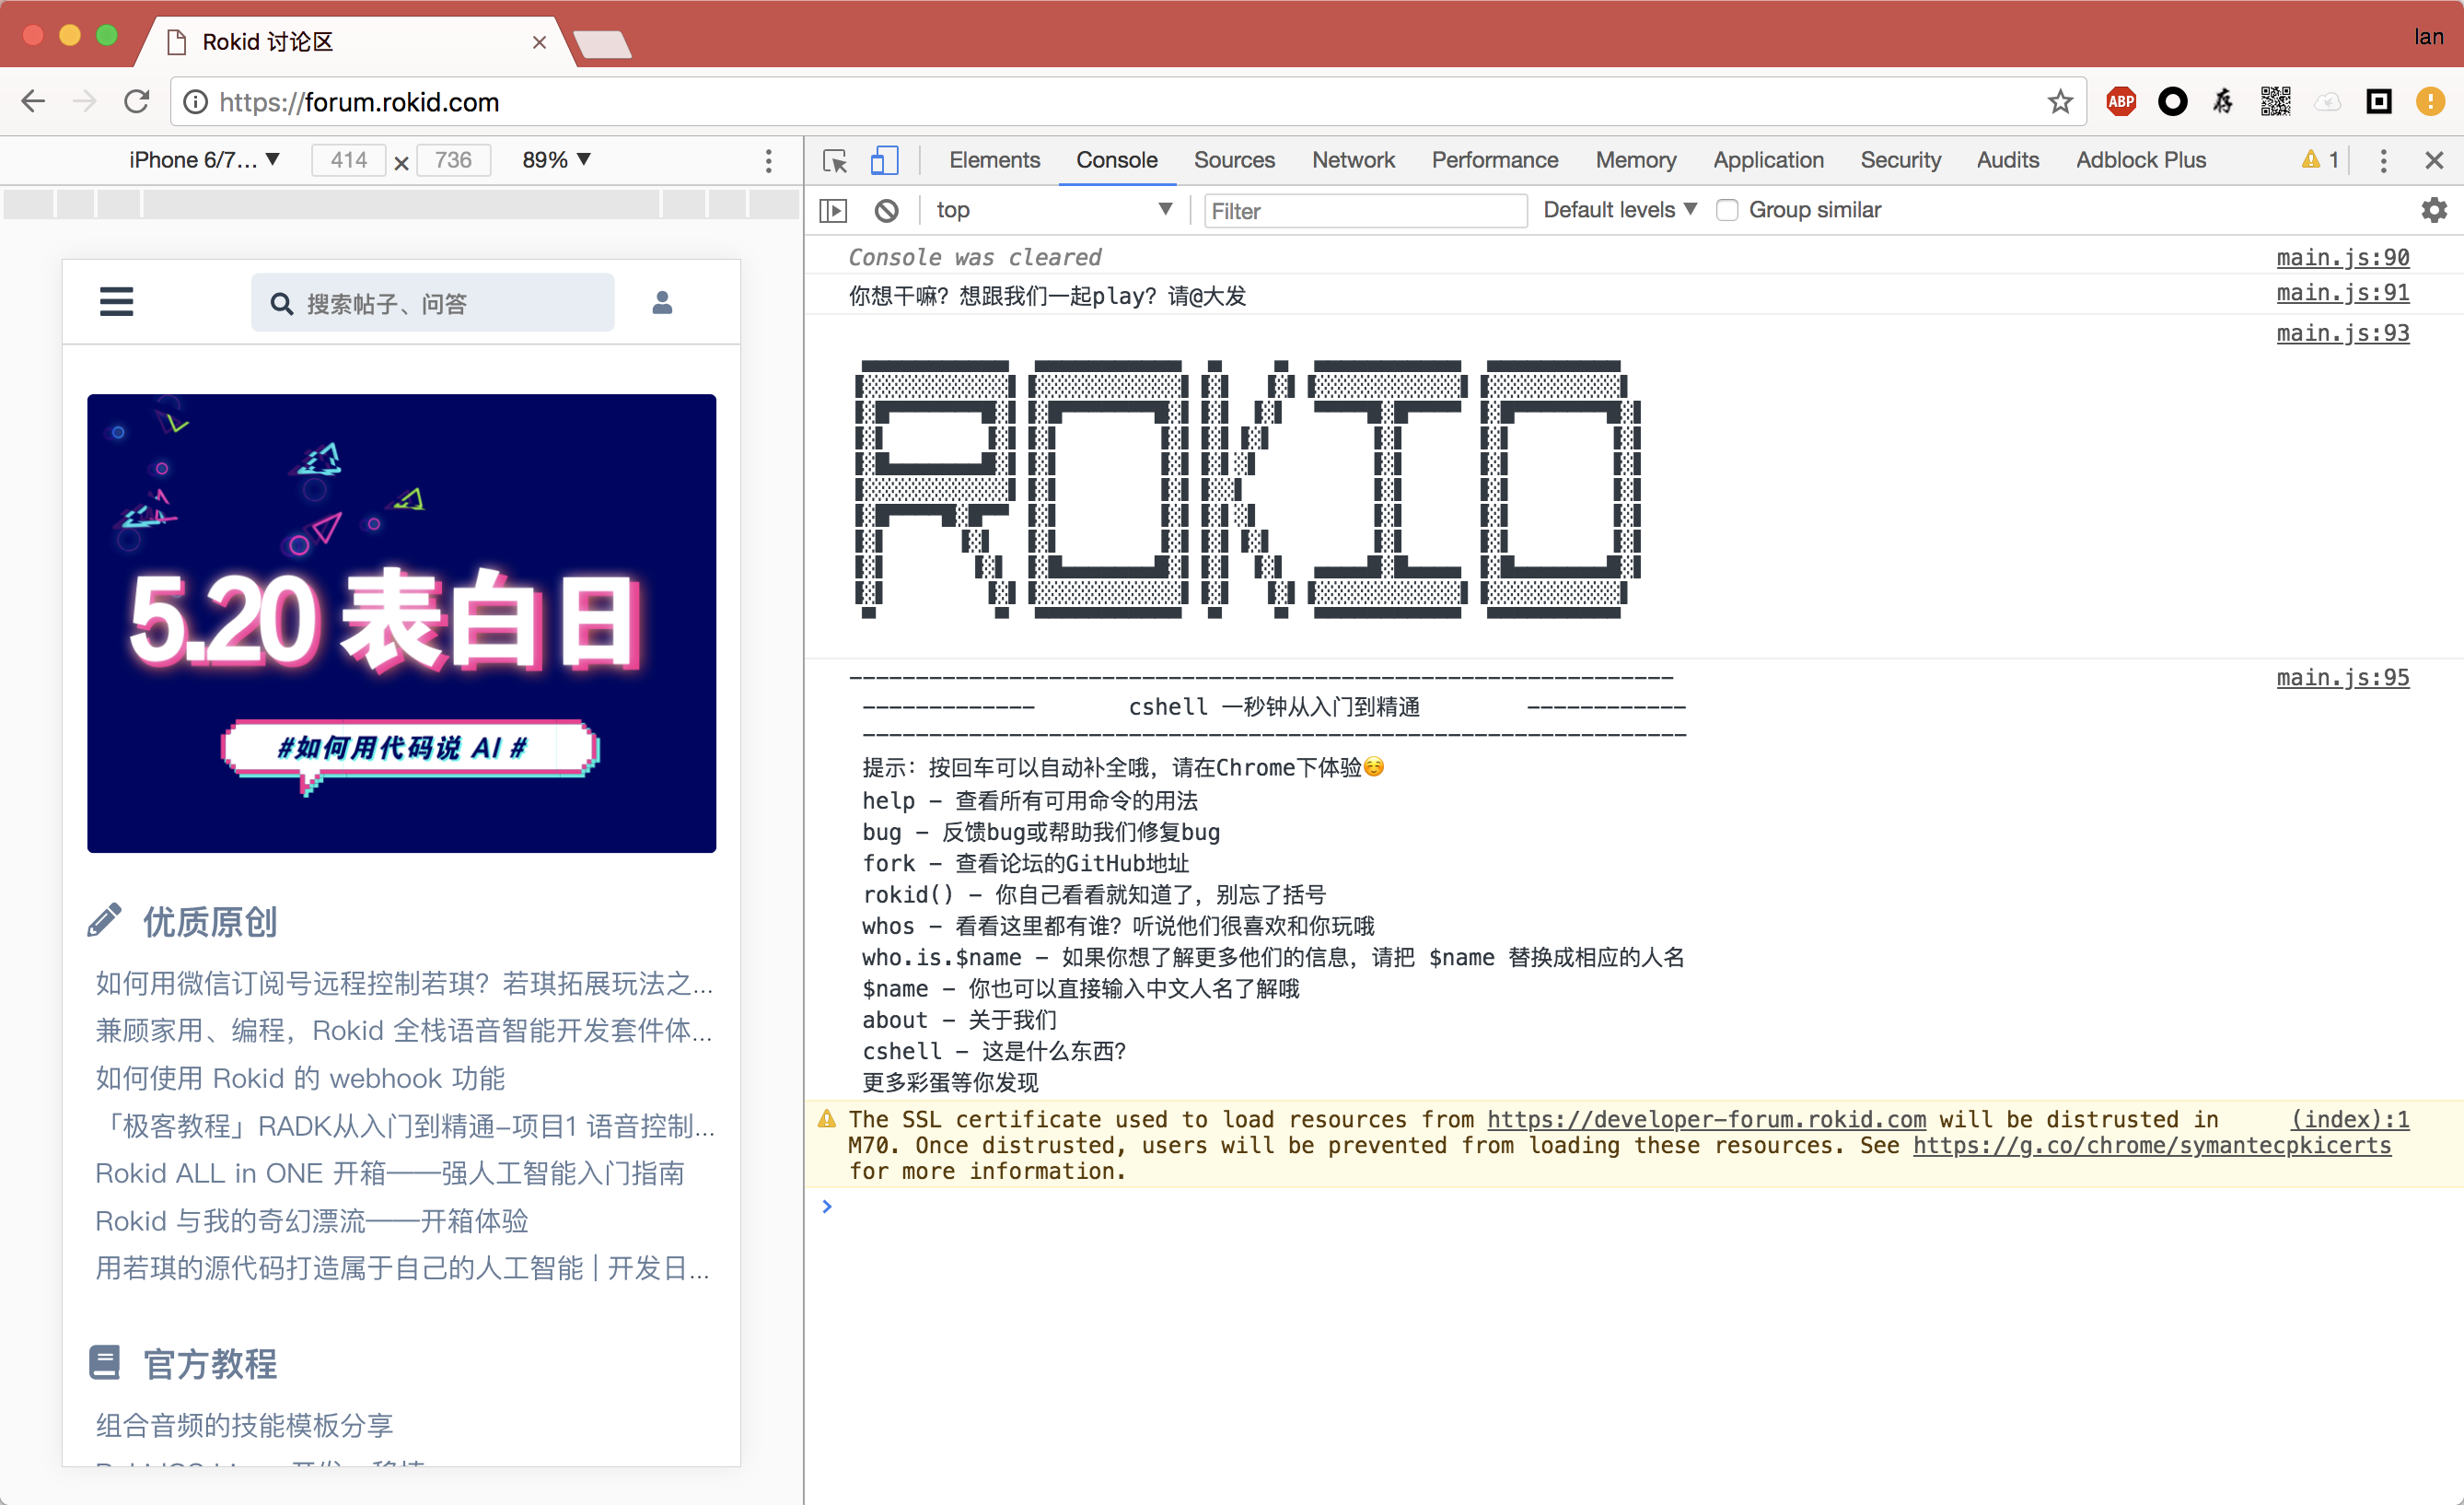 Rokid 讨论区
Ian
https://forum.rokid.com
ABP
存
iPhone 6/7... 414 × 736 89%
搜索帖子、问答
5.20 表白日
#如何用代码说 AI #
优质原创
如何用微信订阅号远程控制若琪？若琪拓展玩法之...
兼顾家用、编程，Rokid 全栈语音智能开发套件体...
如何使用 Rokid 的 webhook 功能
「极客教程」RADK从入门到精通-项目1 语音控制...
Rokid ALL in ONE 开箱——强人工智能入门指南
Rokid 与我的奇幻漂流——开箱体验
用若琪的源代码打造属于自己的人工智能 | 开发日...
官方教程
组合音频的技能模板分享
Elements Console Sources Network Performance Memory Application Security Audits Adblock Plus 1
top Filter Default levels Group similar
Console was cleared main.js:90
你想干嘛？想跟我们一起play？请@大发 main.js:91
main.js:93
ROKID
-------------------------------------------------------------- main.js:95
------------- cshell 一秒钟从入门到精通 ------------
--------------------------------------------------------------
提示：按回车可以自动补全哦，请在Chrome下体验☺️
help - 查看所有可用命令的用法
bug - 反馈bug或帮助我们修复bug
fork - 查看论坛的GitHub地址
rokid() - 你自己看看就知道了，别忘了括号
whos - 看看这里都有谁？听说他们很喜欢和你玩哦
who.is.$name - 如果你想了解更多他们的信息，请把 $name 替换成相应的人名
$name - 你也可以直接输入中文人名了解哦
about - 关于我们
cshell - 这是什么东西？
更多彩蛋等你发现
The SSL certificate used to load resources from https://developer-forum.rokid.com will be distrusted in (index):1
M70. Once distrusted, users will be prevented from loading these resources. See https://g.co/chrome/symantecpkicerts
for more information.